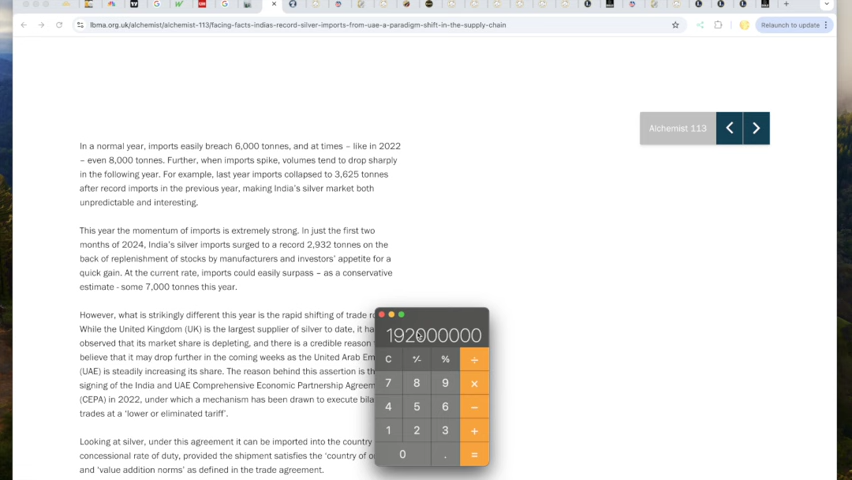 lbma.org.uk/alchemist/alchemist-113/facing-facts-indias-record-silver-imports-from-uae-a-paradigm-shift-in-the-supply-chain
Relaunch to update
Alchemist 113
In a normal year, imports easily breach 6,000 tonnes, and at times – like in 2022
– even 8,000 tonnes. Further, when imports spike, volumes tend to drop sharply
in the following year. For example, last year imports collapsed to 3,625 tonnes
after record imports in the previous year, making India's silver market both
unpredictable and interesting.
This year the momentum of imports is extremely strong. In just the first two
months of 2024, India's silver imports surged to a record 2,932 tonnes on the
back of replenishment of stocks by manufacturers and investors' appetite for a
quick gain. At the current rate, imports could easily surpass – as a conservative
estimate - some 7,000 tonnes this year.
However, what is strikingly different this year is the rapid shifting of trade
While the United Kingdom (UK) is the largest supplier of silver to date, it
observed that its market share is depleting, and there is a credible reason
believe that it may drop further in the coming weeks as the United Arab
(UAE) is steadily increasing its share. The reason behind this assertion is
signing of the India and UAE Comprehensive Economic Partnership
(CEPA) in 2022, under which a mechanism has been drawn to execute
trades at a 'lower or eliminated tariff'.
Looking at silver, under this agreement it can be imported into the country
concessional rate of duty, provided the shipment satisfies the 'country of
and 'value addition norms' as defined in the trade agreement.
192000000
C ⁺∕₋ % ÷
7 8 9 ×
4 5 6 −
1 2 3 +
0 . =